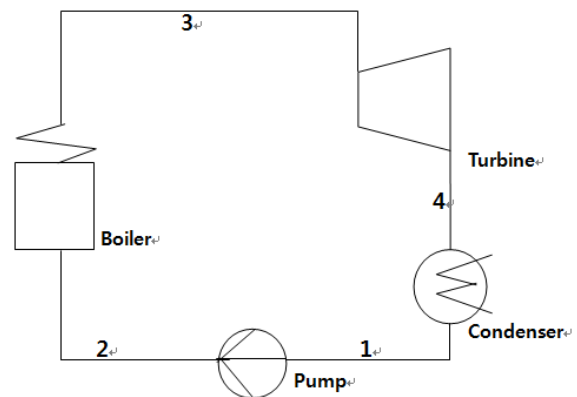 3
Turbine↵
4↵
Boiler↵
Condenser↵
2↵
1↵
Pump↵